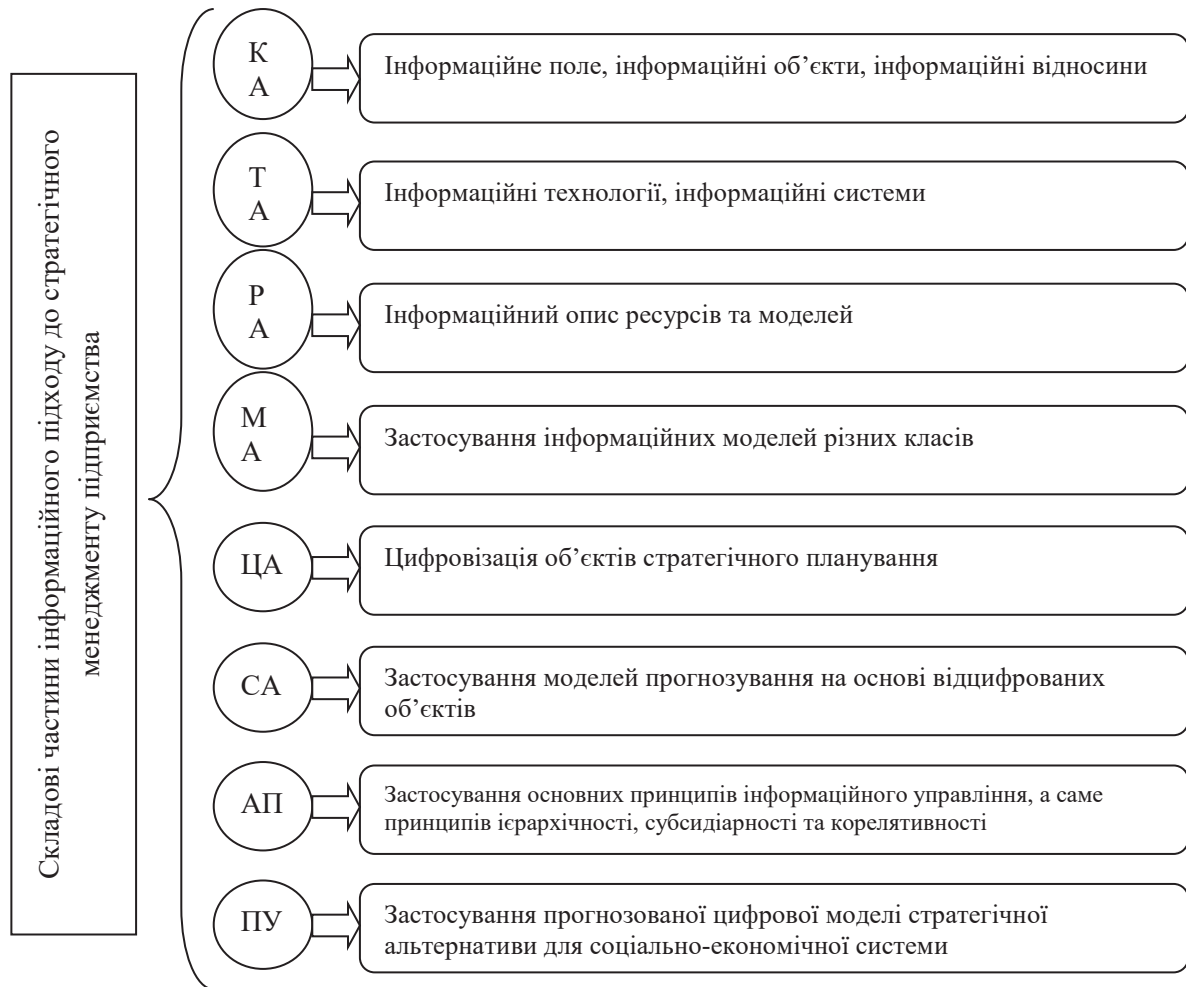 Складові частини інформаційного підходу до стратегічного
менеджменту підприємства
К
А
Інформаційне поле, інформаційні об’єкти, інформаційні відносини
Т
А
Інформаційні технології, інформаційні системи
Р
А
Інформаційний опис ресурсів та моделей
М
А
Застосування інформаційних моделей різних класів
ЦА
Цифровізація об’єктів стратегічного планування
СА
Застосування моделей прогнозування на основі відцифрованих
об’єктів
АП
Застосування основних принципів інформаційного управління, а саме
принципів ієрархічності, субсидіарності та корелятивності
ПУ
Застосування прогнозованої цифрової моделі стратегічної
альтернативи для соціально-економічної системи